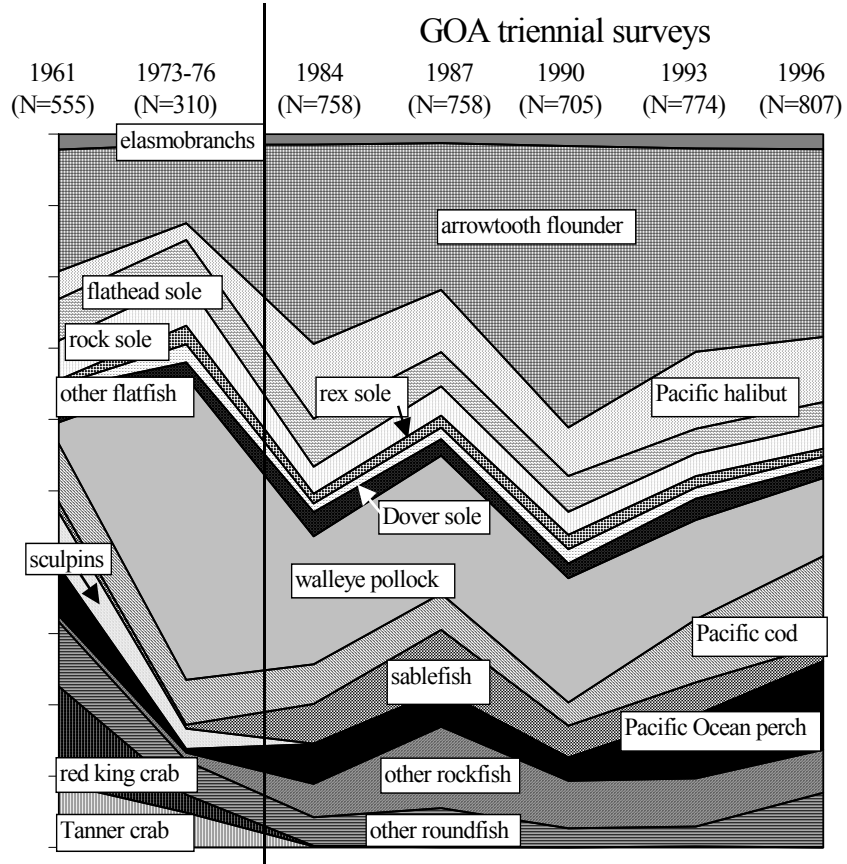 GOA triennial surveys
1961 1973-76 1984 1987 1990 1993 1996
(N=555) (N=310) (N=758) (N=758) (N=705) (N=774) (N=807)
elasmobranchs
arrowtooth flounder
flathead sole
rock sole
rex sole
Pacific halibut
other flatfish
Dover sole
sculpins
walleye pollock
Pacific cod
sablefish
Pacific Ocean perch
red king crab
other rockfish
Tanner crab
other roundfish